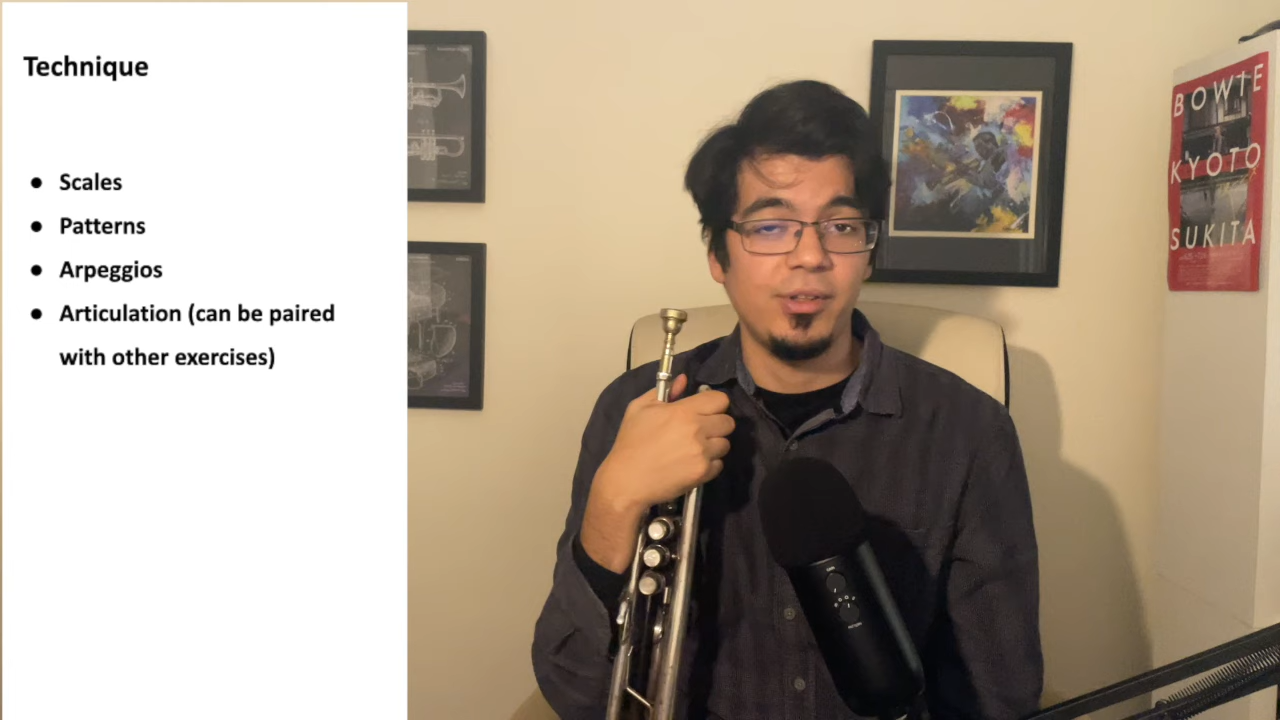 Technique
● Scales
● Patterns
● Arpeggios
● Articulation (can be paired
with other exercises)
BOWIE
KYOTO
SUKITA